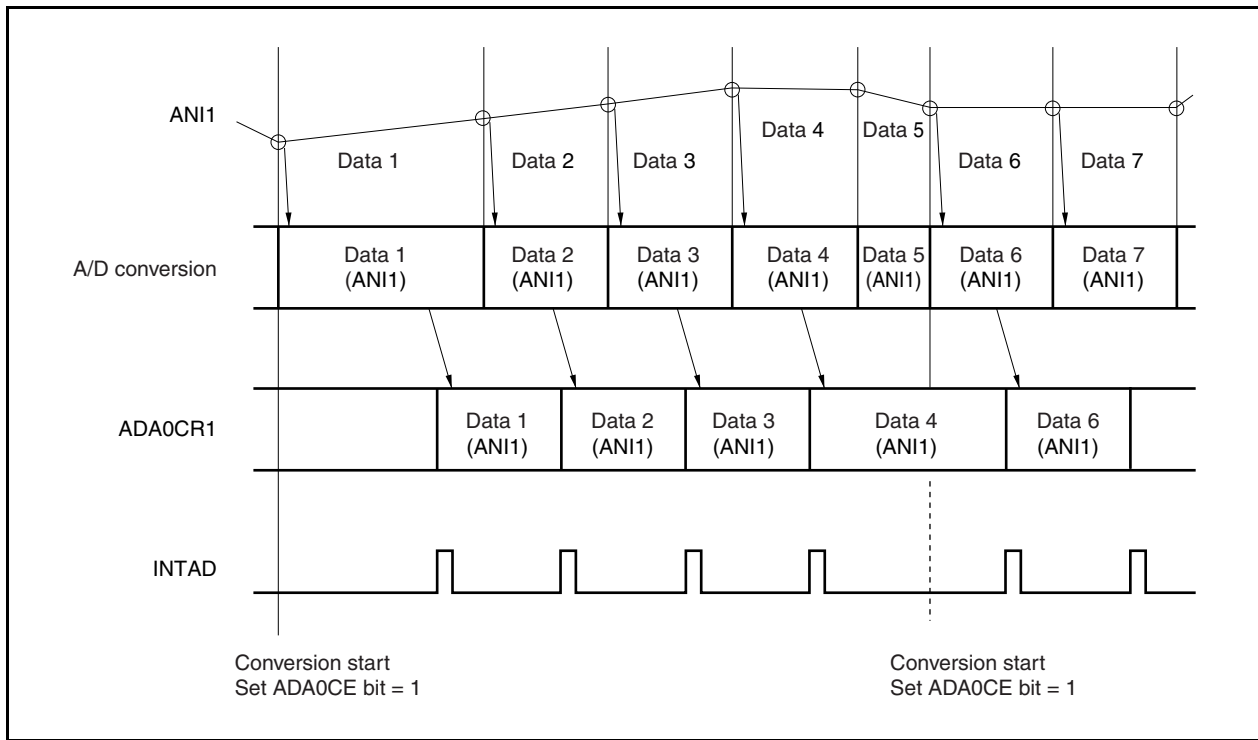 ANI1
Data 1
Data 2
Data 3
Data 4
Data 5
Data 6
Data 7
A/D conversion
Data 1
(ANI1)
Data 2
(ANI1)
Data 3
(ANI1)
Data 4
(ANI1)
Data 5
(ANI1)
Data 6
(ANI1)
Data 7
(ANI1)
ADA0CR1
Data 1
(ANI1)
Data 2
(ANI1)
Data 3
(ANI1)
Data 4
(ANI1)
Data 6
(ANI1)
INTAD
Conversion start
Set ADA0CE bit = 1
Conversion start
Set ADA0CE bit = 1